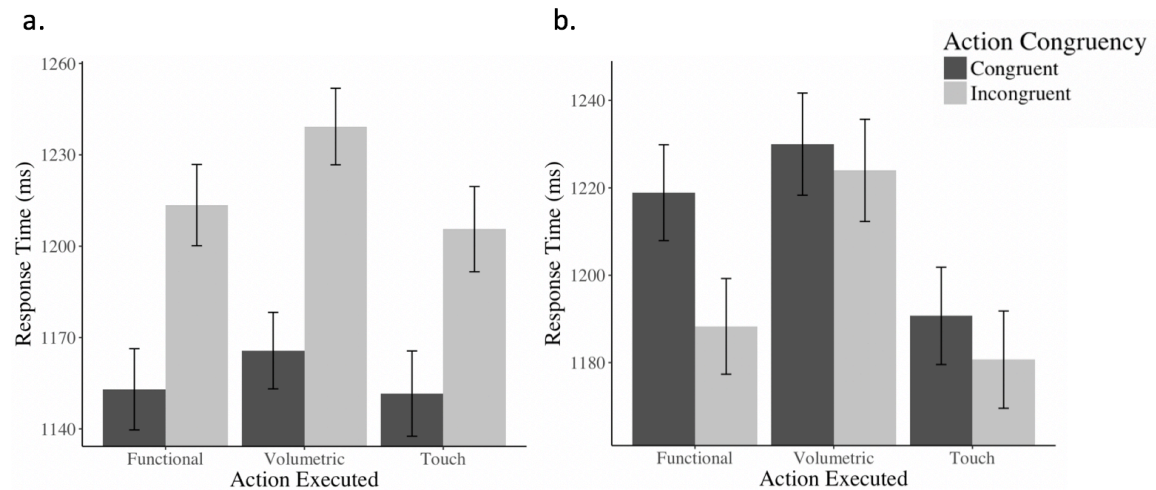 a.
b.
Action Congruency
Congruent
Incongruent
Response Time (ms)
1260
1230
1200
1170
1140
Functional
Volumetric
Touch
Action Executed
Response Time (ms)
1240
1220
1200
1180
Functional
Volumetric
Touch
Action Executed